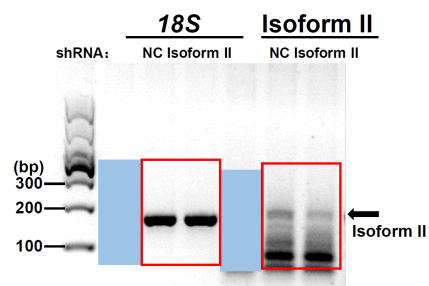 18S Isoform II
shRNA: NC Isoform II NC Isoform II
(bp)
300
200
100
Isoform II